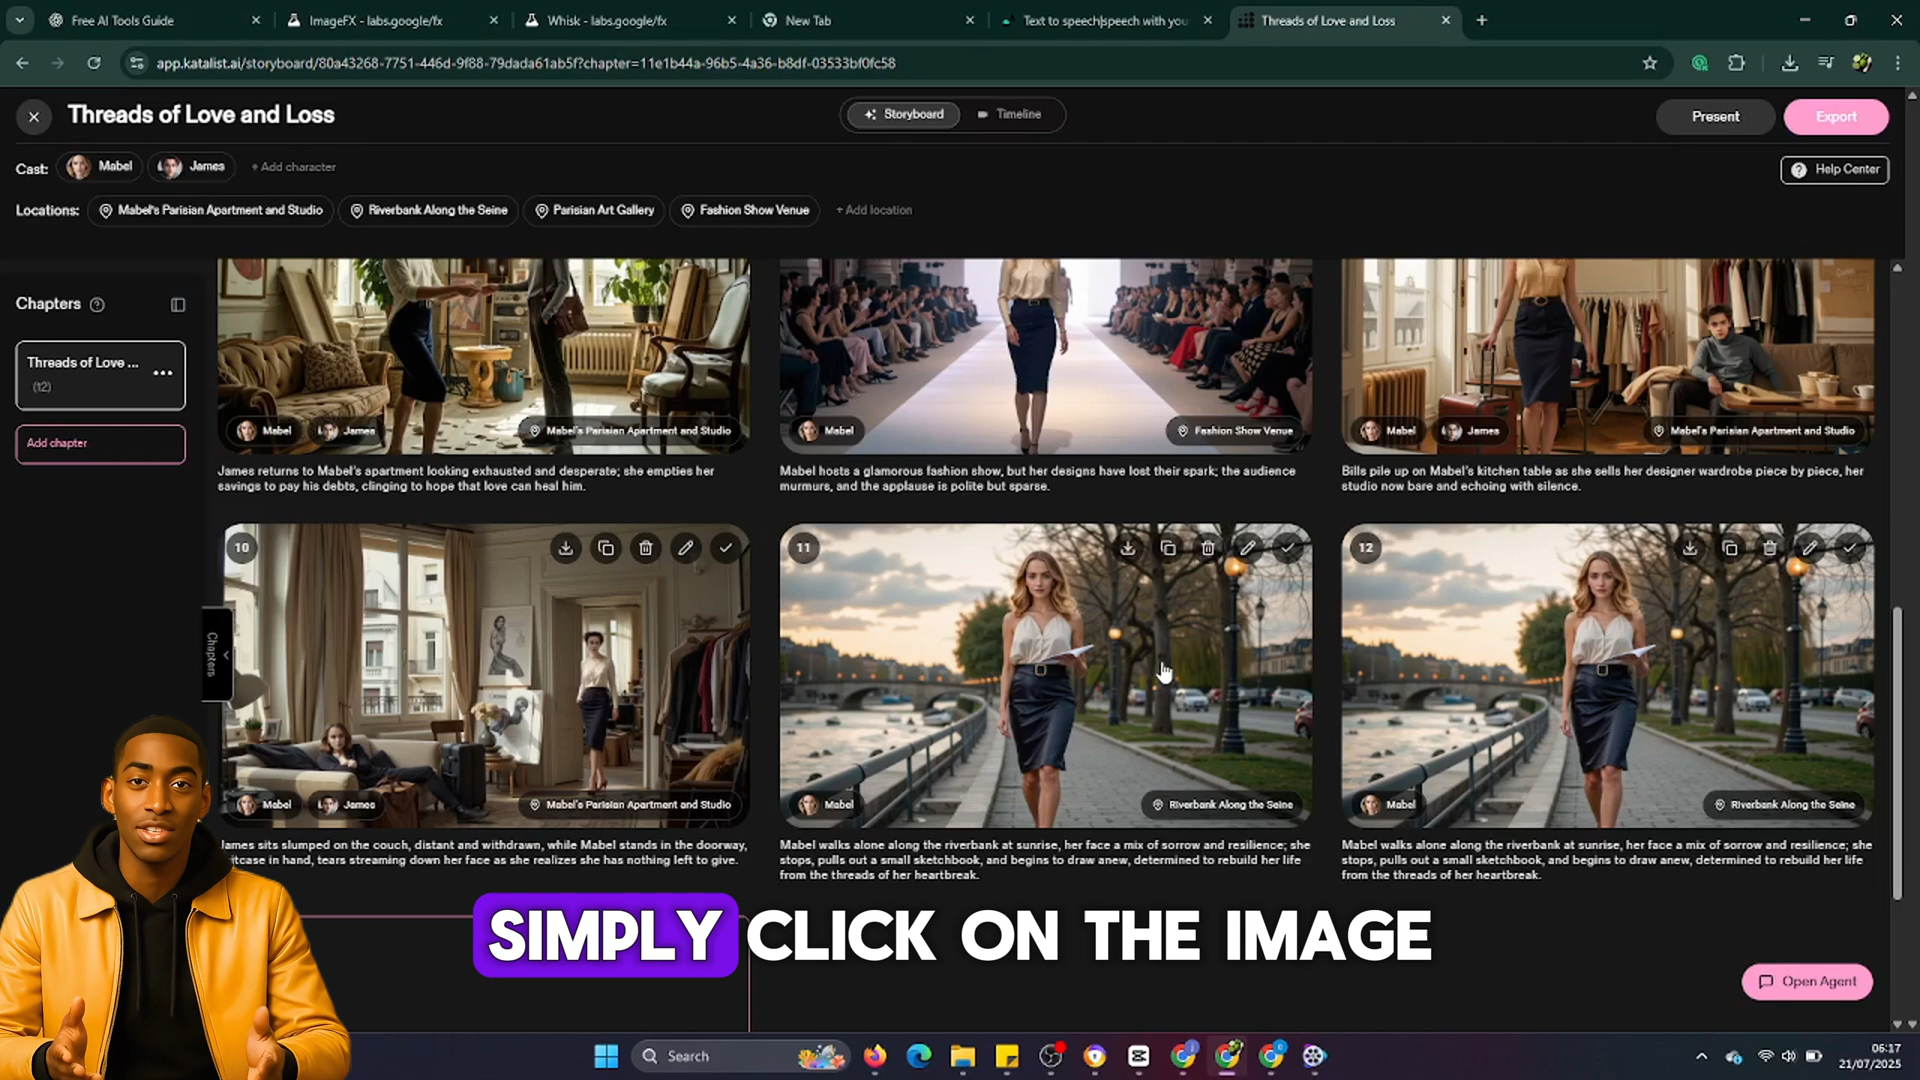 Free AI Tools Guide
ImageFX - labs.google/fx
Whisk - labs.google/fx
New Tab
Text to speech|speech with you
Threads of Love and Loss
app.katalist.ai/storyboard/80a43268-7751-446d-9f88-79dada61ab5f?chapter=11e1b44a-96b5-4a36-b8df-03533bf0fc58
Threads of Love and Loss
Storyboard
Timeline
Present
Export
Cast:
Mabel
James
+ Add character
Help Center
Locations:
Mabel's Parisian Apartment and Studio
Riverbank Along the Seine
Parisian Art Gallery
Fashion Show Venue
+ Add location
Chapters
Threads of Love ...
(12)
Add chapter
Chapters
Mabel
James
Mabel's Parisian Apartment and Studio
James returns to Mabel's apartment looking exhausted and desperate; she empties her
savings to pay his debts, clinging to hope that love can heal him.
Mabel
Fashion Show Venue
Mabel hosts a glamorous fashion show, but her designs have lost their spark; the audience
murmurs, and the applause is polite but sparse.
Mabel
James
Mabel's Parisian Apartment and Studio
Bills pile up on Mabel's kitchen table as she sells her designer wardrobe piece by piece, her
studio now bare and echoing with silence.
10
Mabel
James
Mabel's Parisian Apartment and Studio
James sits slumped on the couch, distant and withdrawn, while Mabel stands in the doorway,
itcase in hand, tears streaming down her face as she realizes she has nothing left to give.
11
Mabel
Riverbank Along the Seine
Mabel walks alone along the riverbank at sunrise, her face a mix of sorrow and resilience; she
stops, pulls out a small sketchbook, and begins to draw anew, determined to rebuild her life
from the threads of her heartbreak.
12
Mabel
Riverbank Along the Seine
Mabel walks alone along the riverbank at sunrise, her face a mix of sorrow and resilience; she
stops, pulls out a small sketchbook, and begins to draw anew, determined to rebuild her life
from the threads of her heartbreak.
SIMPLY CLICK ON THE IMAGE
Open Agent
Search
06:17
21/07/2025